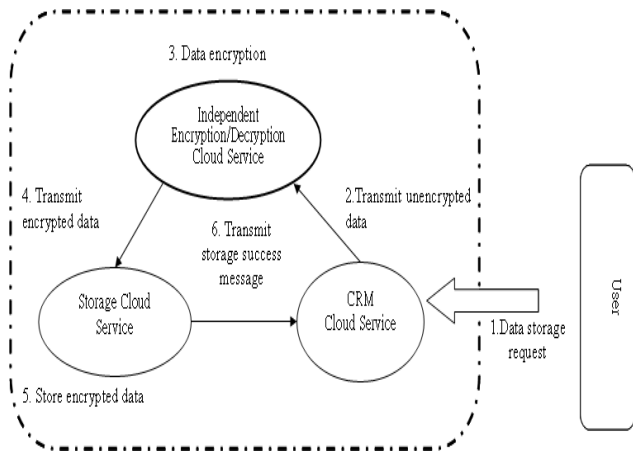 3. Data encryption
Independent
Encryption/Decryption
Cloud Service
4. Transmit
encrypted data
2.Transmit unencrypted
data
6. Transmit
storage success
message
Storage Cloud
Service
CRM
Cloud Service
1.Data storage
request
User
5. Store encrypted data